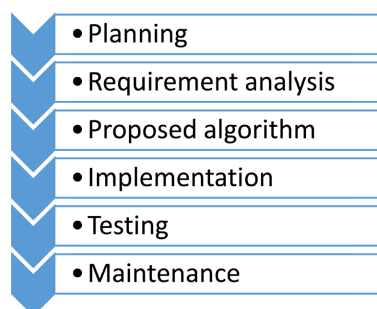 • Planning
• Requirement analysis
• Proposed algorithm
• Implementation
• Testing
• Maintenance